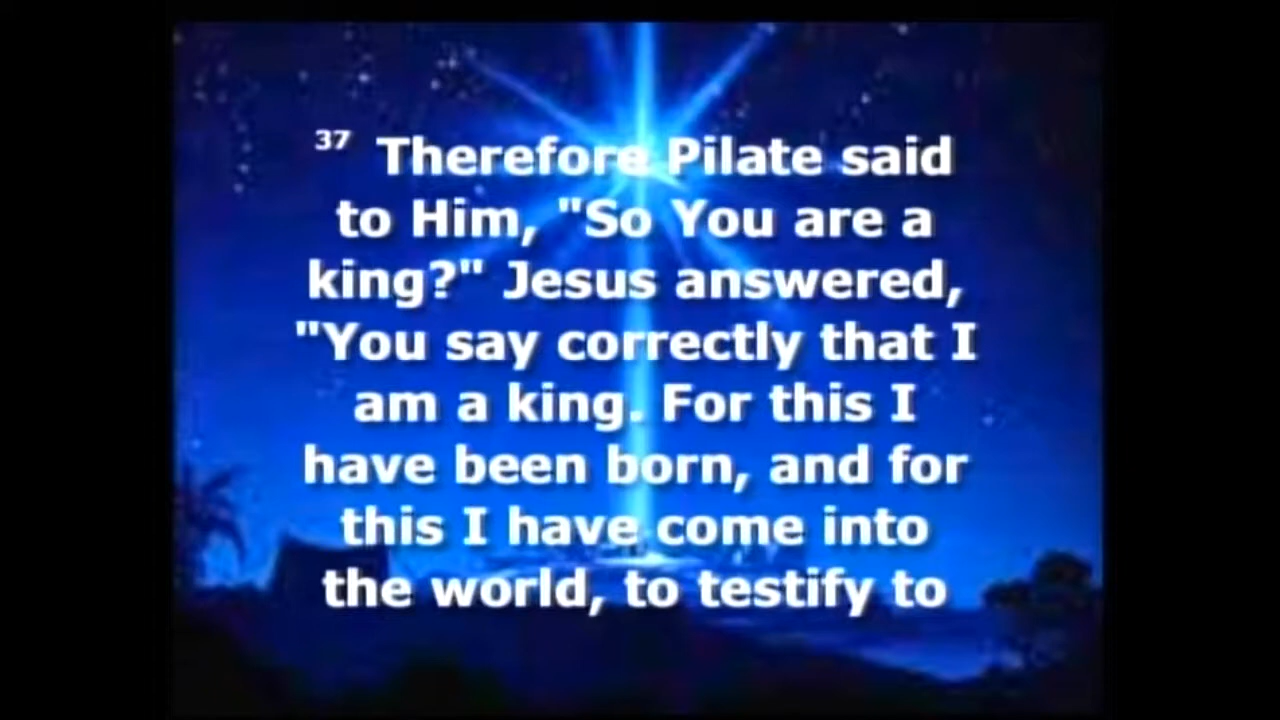 37 Therefore Pilate said
to Him, "So You are a
king?" Jesus answered,
"You say correctly that I
am a king. For this I
have been born, and for
this I have come into
the world, to testify to